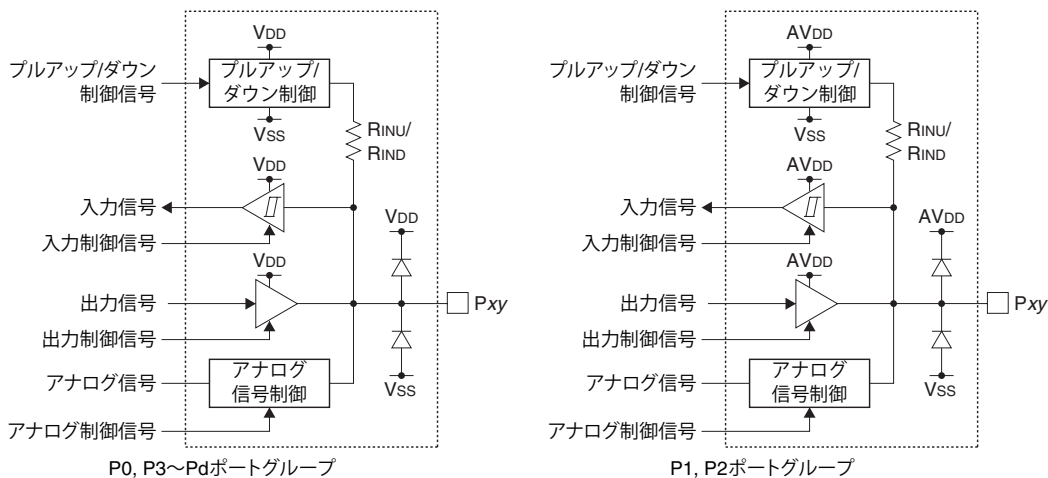 VDD
プルアップ/ダウン
制御信号
プルアップ/
ダウン制御
VSS
RINU/
RIND
VDD
入力信号
入力制御信号
VDD
VDD
出力信号
Pxy
出力制御信号
アナログ信号
アナログ
信号制御
VSS
アナログ制御信号
P0, P3～Pdポートグループ
AVDD
プルアップ/ダウン
制御信号
プルアップ/
ダウン制御
VSS
RINU/
RIND
AVDD
入力信号
入力制御信号
AVDD
AVDD
出力信号
Pxy
出力制御信号
アナログ信号
アナログ
信号制御
VSS
アナログ制御信号
P1, P2ポートグループ